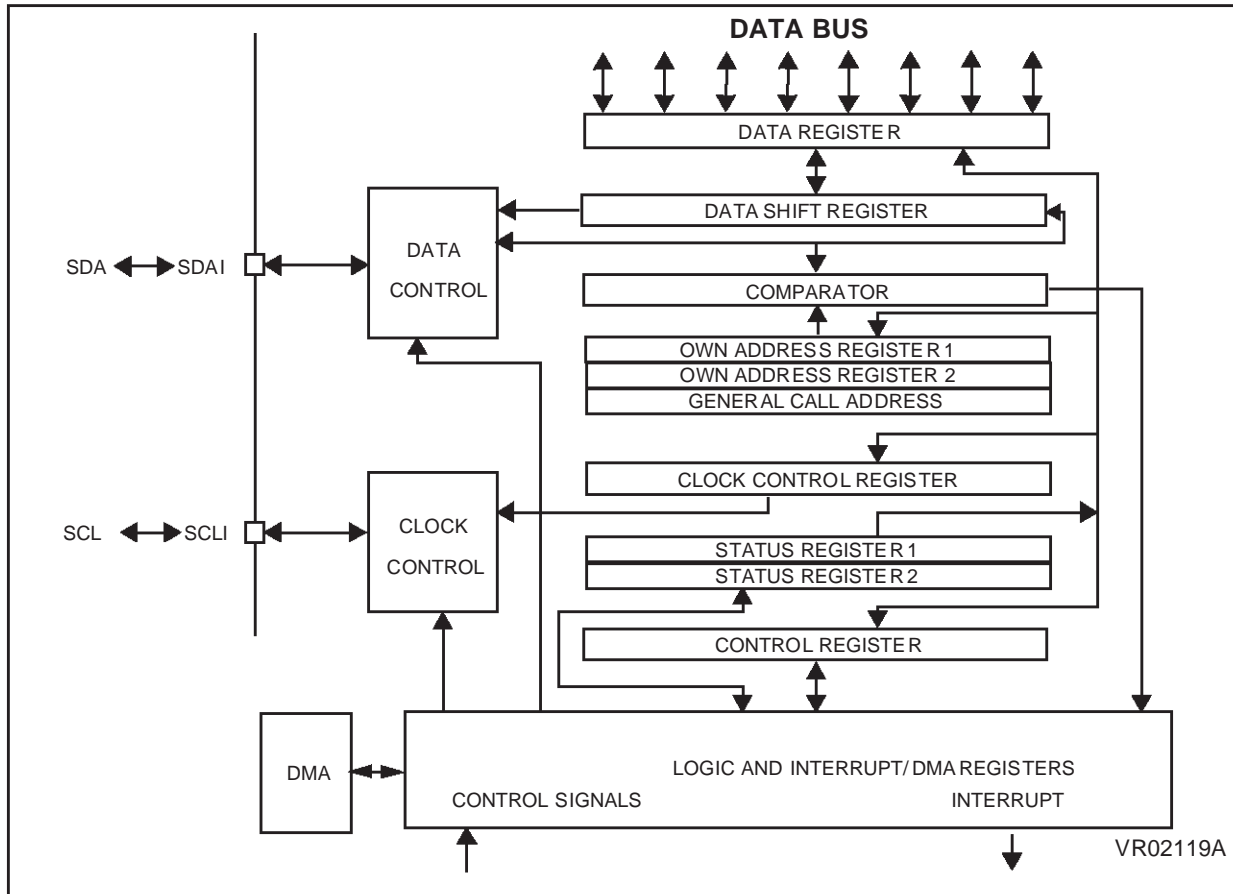 DATA BUS
DATA REGISTER
DATA SHIFT REGISTER
DATA
CONTROL
SDA
SDAI
COMPARATOR
OWN ADDRESS REGISTER 1
OWN ADDRESS REGISTER 2
GENERAL CALL ADDRESS
CLOCK CONTROL REGISTER
SCL
SCLI
CLOCK
CONTROL
STATUS REGISTER 1
STATUS REGISTER 2
CONTROL REGISTER
DMA
LOGIC AND INTERRUPT/DMA REGISTERS
CONTROL SIGNALS
INTERRUPT
VR02119A